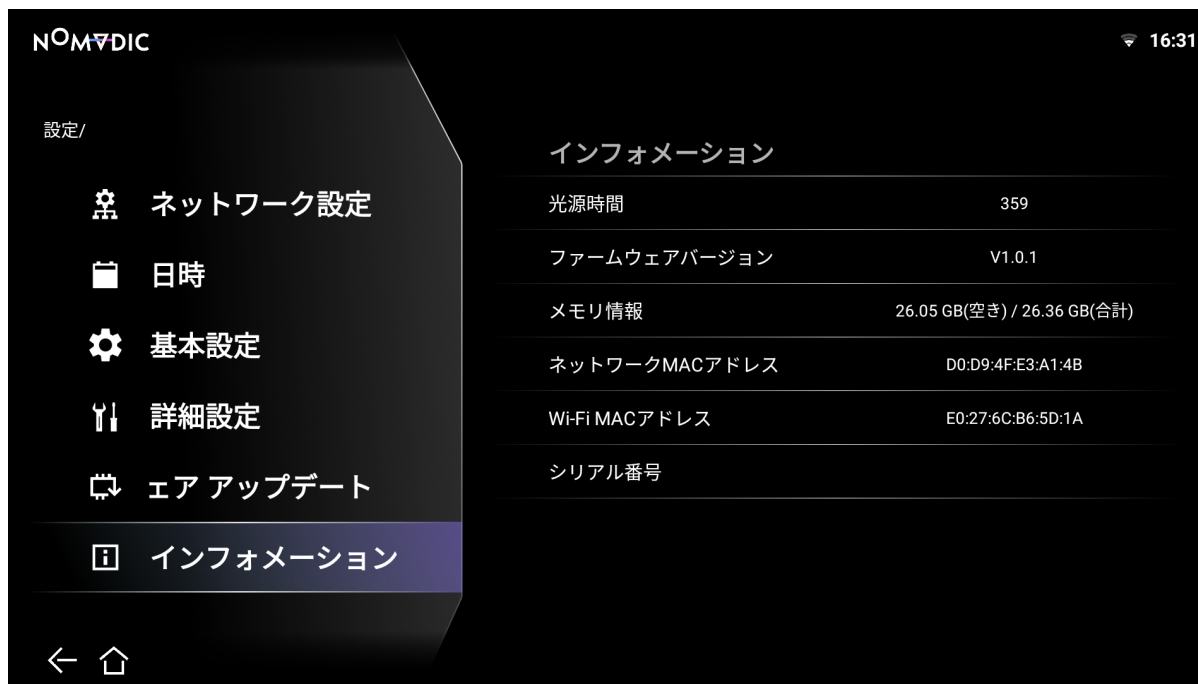 NOMADIC
16:31
設定/
ネットワーク設定
日時
基本設定
詳細設定
ェア アップデート
インフォメーション
インフォメーション
光源時間 359
ファームウェアバージョン V1.0.1
メモリ情報 26.05 GB(空き) / 26.36 GB(合計)
ネットワークMACアドレス D0:D9:4F:E3:A1:4B
Wi-Fi MACアドレス E0:27:6C:B6:5D:1A
シリアル番号